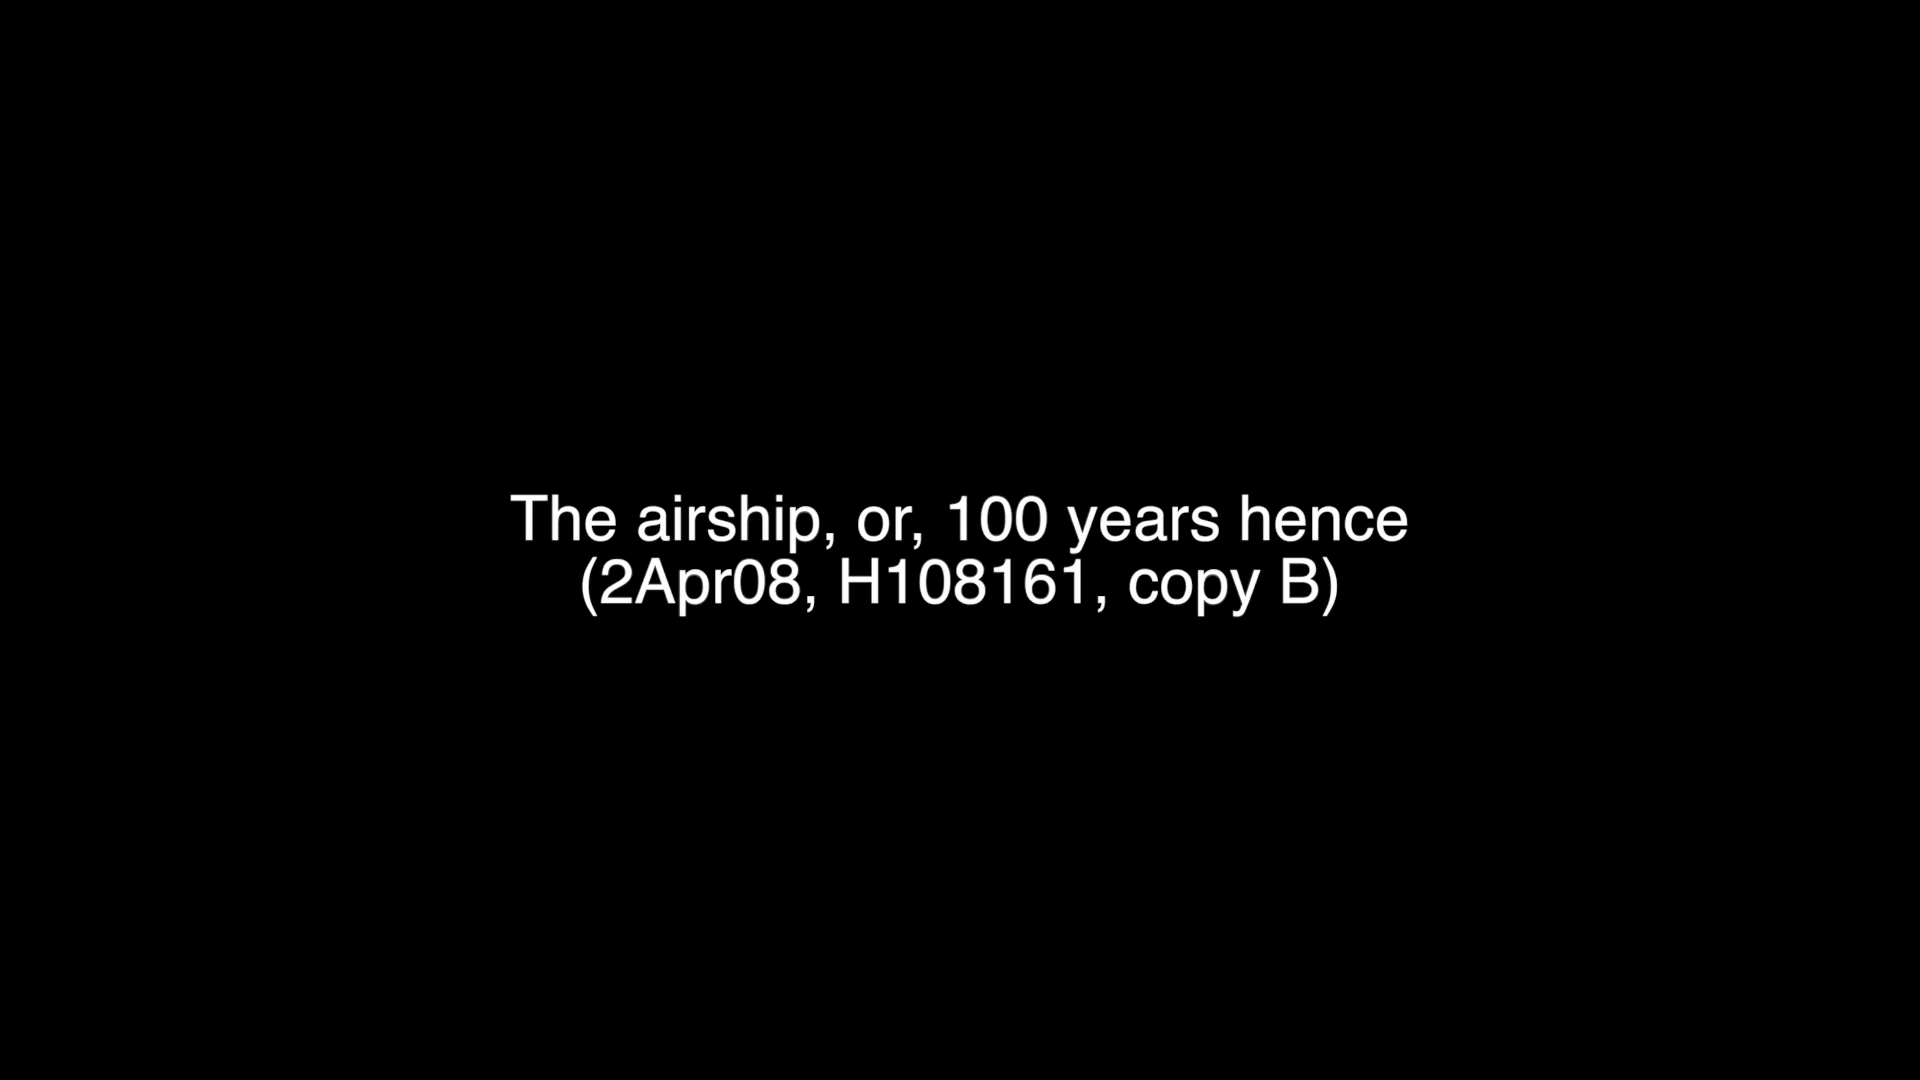 The airship, or, 100 years hence
(2Apr08, H108161, copy B)